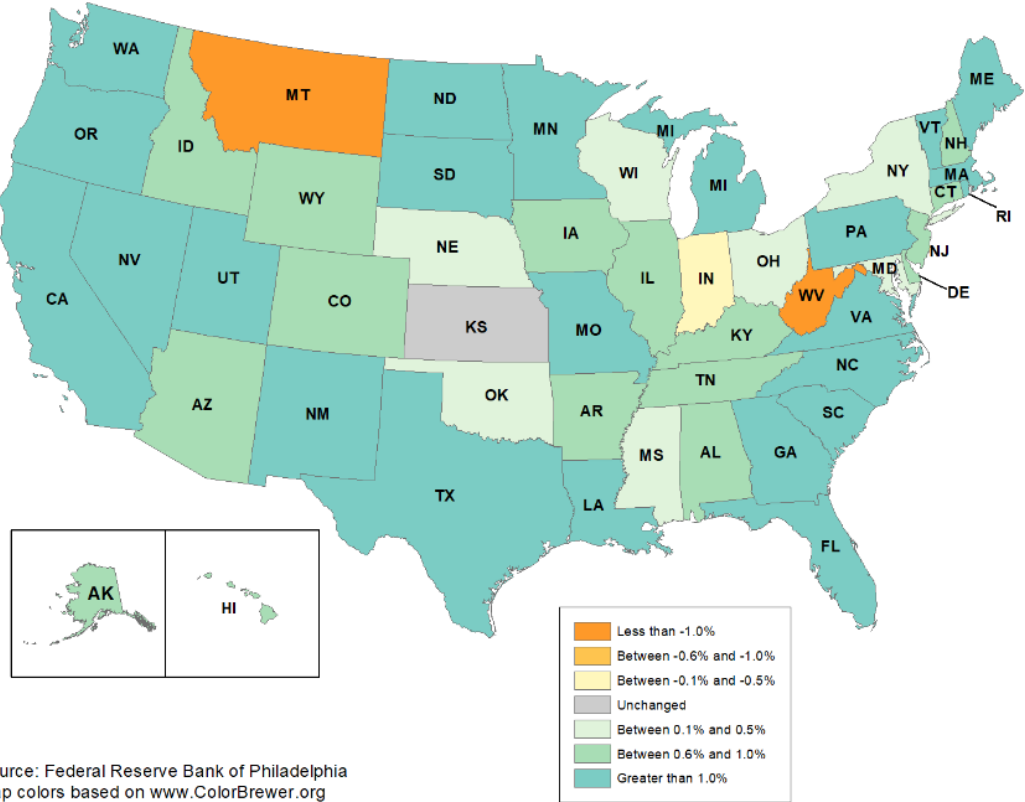 WA
MT
ND
MN
ME
OR
ID
SD
WI
MI
MI
VT
NH
NY
MA
CT
RI
WY
NE
IA
PA
NJ
NV
UT
CO
IL
IN
OH
MD
DE
CA
KS
MO
WV
VA
KY
AZ
NM
OK
AR
TN
NC
SC
TX
LA
MS
AL
GA
FL
AK
HI
Less than -1.0%
Between -0.6% and -1.0%
Between -0.1% and -0.5%
Unchanged
Between 0.1% and 0.5%
Between 0.6% and 1.0%
Greater than 1.0%
urce: Federal Reserve Bank of Philadelphia
p colors based on www.ColorBrewer.org